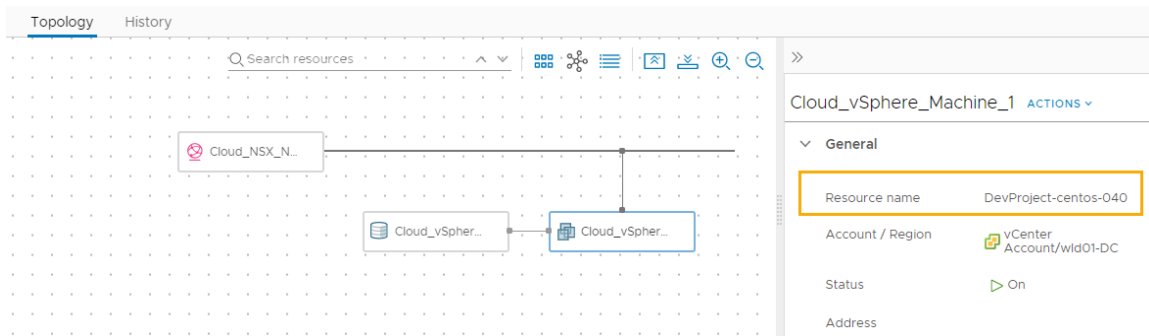 Topology History
Search resources
Cloud_vSphere_Machine_1 ACTIONS
General
Cloud_NSX_N...
Resource name DevProject-centos-040
Cloud_vSpher... Cloud_vSpher...
Account / Region vCenter
Account/wld01-DC
Status On
Address